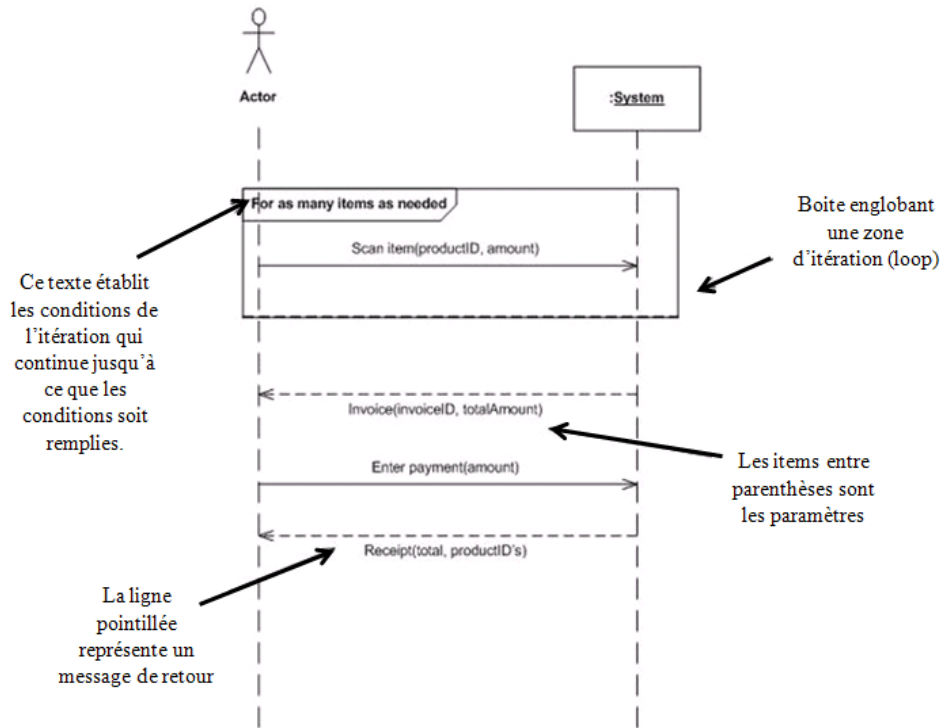 Actor
:System
For as many items as needed
Scan item(productID, amount)
Boite englobant
une zone
d'itération (loop)
Ce texte établit
les conditions de
l'itération qui
continue jusqu'à
ce que les
conditions soit
remplies.
Invoice(invoiceID, totalAmount)
Les items entre
parenthèses sont
les paramètres
Enter payment(amount)
Receipt(total, productID's)
La ligne
pointillée
représente un
message de retour